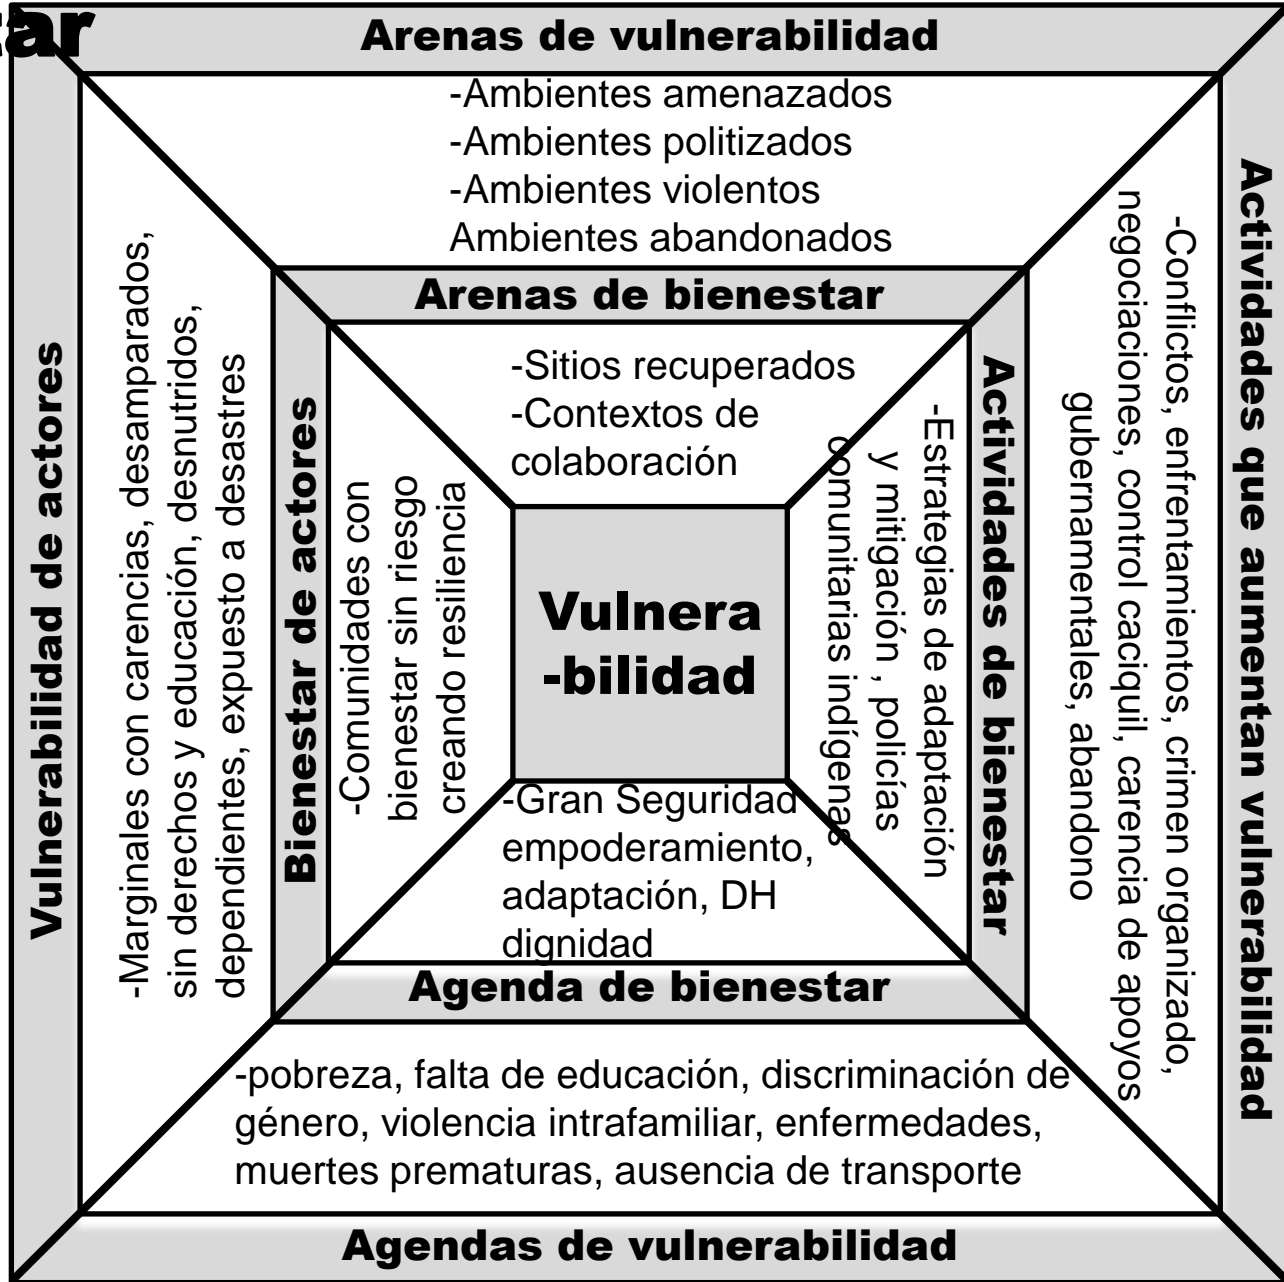 Arenas de vulnerabilidad
-Ambientes amenazados
-Ambientes politizados
-Ambientes violentos
Ambientes abandonados
Arenas de bienestar
-Sitios recuperados
-Contextos de
colaboración
Vulnerabilidad de actores
-Marginales con carencias, desamparados,
sin derechos y educación, desnutridos,
dependientes, expuesto a desastres
Bienestar de actores
-Comunidades con
bienestar sin riesgo
creando resiliencia
Vulnera
-bilidad
-Estrategias de adaptación
y mitigación , policías
comunitarias indígenas
Actividades de bienestar
-Conflictos, enfrentamientos, crimen organizado,
negociaciones, control caciquil, carencia de apoyos
gubernamentales, abandono
Actividades que aumentan vulnerabilidad
-Gran Seguridad
empoderamiento,
adaptación, DH
dignidad
Agenda de bienestar
-pobreza, falta de educación, discriminación de
género, violencia intrafamiliar, enfermedades,
muertes prematuras, ausencia de transporte
Agendas de vulnerabilidad